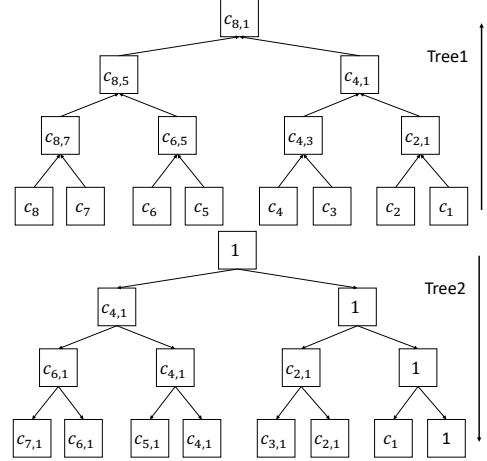 c₈,₁
Tree1
c₈,₅ c₄,₁
c₈,₇ c₆,₅ c₄,₃ c₂,₁
c₈ c₇ c₆ c₅ c₄ c₃ c₂ c₁
1
Tree2
c₄,₁ 1
c₆,₁ c₄,₁ c₂,₁ 1
c₇,₁ c₆,₁ c₅,₁ c₄,₁ c₃,₁ c₂,₁ c₁ 1